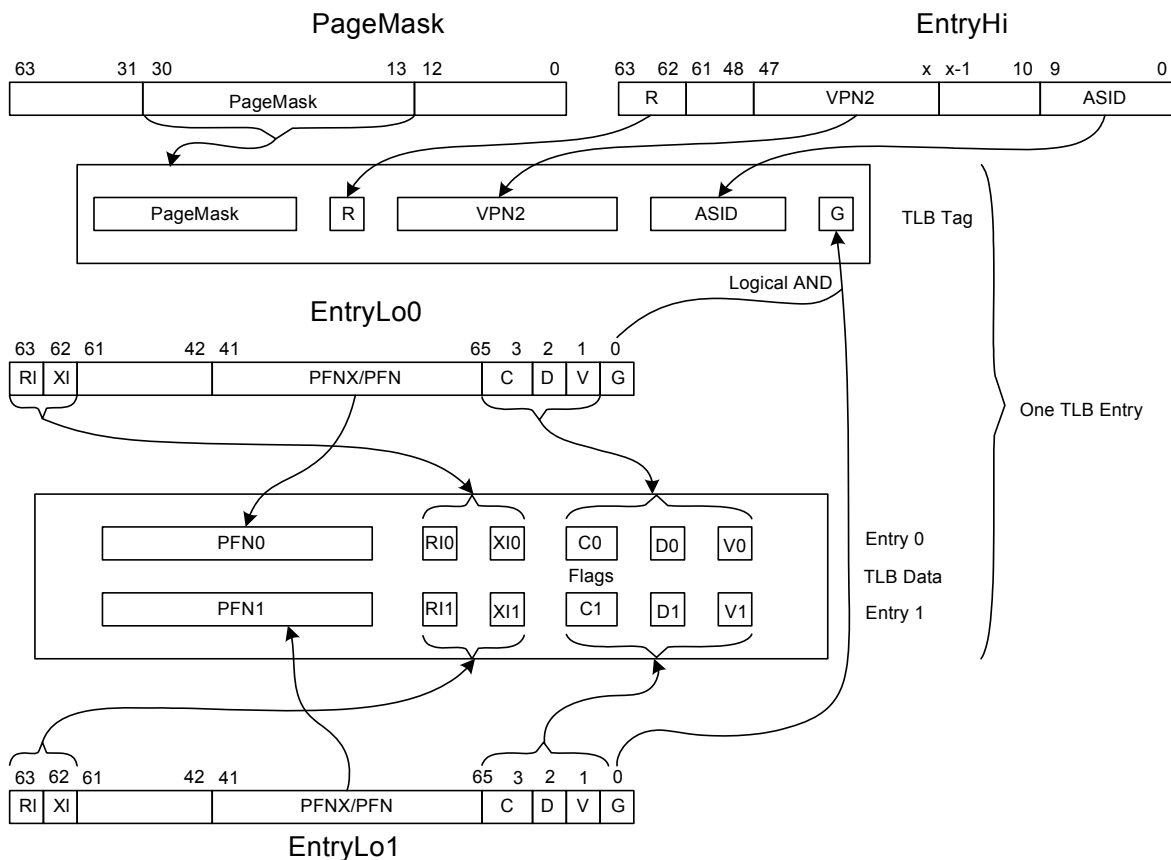 PageMask EntryHi
63 31 30 13 12 0 63 62 61 48 47 x x-1 10 9 0
PageMask R VPN2 ASID
PageMask R VPN2 ASID G TLB Tag
Logical AND
EntryLo0
63 62 61 42 41 65 3 2 1 0
RI XI PFNX/PFN C D V G
One TLB Entry
PFN0 RI0 XI0 C0 D0 V0 Entry 0
Flags TLB Data
PFN1 RI1 XI1 C1 D1 V1 Entry 1
63 62 61 42 41 65 3 2 1 0
RI XI PFNX/PFN C D V G
EntryLo1